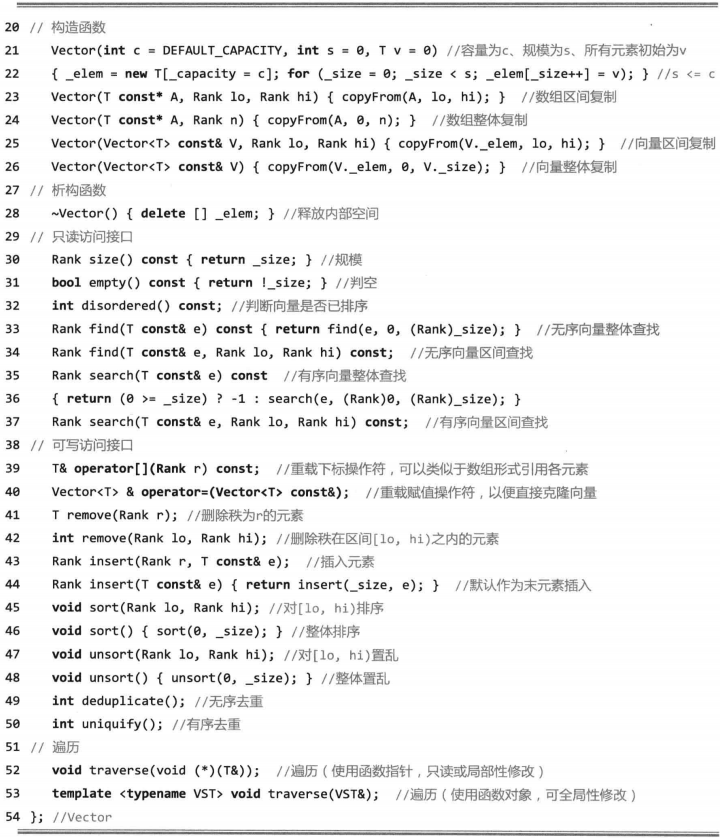 20 // 构造函数
21 Vector(int c = DEFAULT_CAPACITY, int s = 0, T v = 0) //容量为c、规模为s、所有元素初始为v
22 { _elem = new T[_capacity = c]; for (_size = 0; _size < s; _elem[_size++] = v); } //s <= c
23 Vector(T const* A, Rank lo, Rank hi) { copyFrom(A, lo, hi); } //数组区间复制
24 Vector(T const* A, Rank n) { copyFrom(A, 0, n); } //数组整体复制
25 Vector(Vector<T> const& V, Rank lo, Rank hi) { copyFrom(V._elem, lo, hi); } //向量区间复制
26 Vector(Vector<T> const& V) { copyFrom(V._elem, 0, V._size); } //向量整体复制
27 // 析构函数
28 ~Vector() { delete [] _elem; } //释放内部空间
29 // 只读访问接口
30 Rank size() const { return _size; } //规模
31 bool empty() const { return !_size; } //判空
32 int disordered() const; //判断向量是否已排序
33 Rank find(T const& e) const { return find(e, 0, (Rank)_size); } //无序向量整体查找
34 Rank find(T const& e, Rank lo, Rank hi) const; //无序向量区间查找
35 Rank search(T const& e) const //有序向量整体查找
36 { return (0 >= _size) ? -1 : search(e, (Rank)0, (Rank)_size); }
37 Rank search(T const& e, Rank lo, Rank hi) const; //有序向量区间查找
38 // 可写访问接口
39 T& operator[](Rank r) const; //重载下标操作符，可以类似于数组形式引用各元素
40 Vector<T> & operator=(Vector<T> const&); //重载赋值操作符，以便直接克隆向量
41 T remove(Rank r); //删除秩为r的元素
42 int remove(Rank lo, Rank hi); //删除秩在区间[lo, hi)之内的元素
43 Rank insert(Rank r, T const& e); //插入元素
44 Rank insert(T const& e) { return insert(_size, e); } //默认作为末元素插入
45 void sort(Rank lo, Rank hi); //对[lo, hi)排序
46 void sort() { sort(0, _size); } //整体排序
47 void unsort(Rank lo, Rank hi); //对[lo, hi)置乱
48 void unsort() { unsort(0, _size); } //整体置乱
49 int deduplicate(); //无序去重
50 int uniquify(); //有序去重
51 // 遍历
52 void traverse(void (*)(T&)); //遍历（使用函数指针，只读或局部性修改）
53 template <typename VST> void traverse(VST&); //遍历（使用函数对象，可全局性修改）
54 }; //Vector